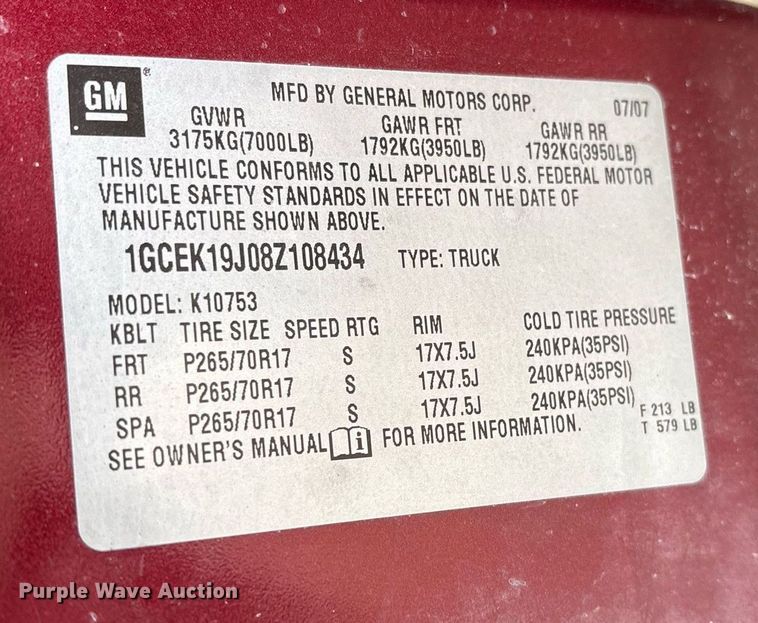 GM ®
MFD BY GENERAL MOTORS CORP. 07/07
GVWR GAWR FRT GAWR RR
3175KG(7000LB) 1792KG(3950LB) 1792KG(3950LB)
THIS VEHICLE CONFORMS TO ALL APPLICABLE U.S. FEDERAL MOTOR
VEHICLE SAFETY STANDARDS IN EFFECT ON THE DATE OF
MANUFACTURE SHOWN ABOVE.
1GCEK19J08Z108434 TYPE: TRUCK
MODEL: K10753
KBLT TIRE SIZE SPEED RTG RIM COLD TIRE PRESSURE
FRT P265/70R17 S 17X7.5J 240KPA(35PSI)
RR P265/70R17 S 17X7.5J 240KPA(35PSI)
SPA P265/70R17 S 17X7.5J 240KPA(35PSI)
SEE OWNER'S MANUAL i FOR MORE INFORMATION.
F 213 LB
T 579 LB
Purple Wave Auction